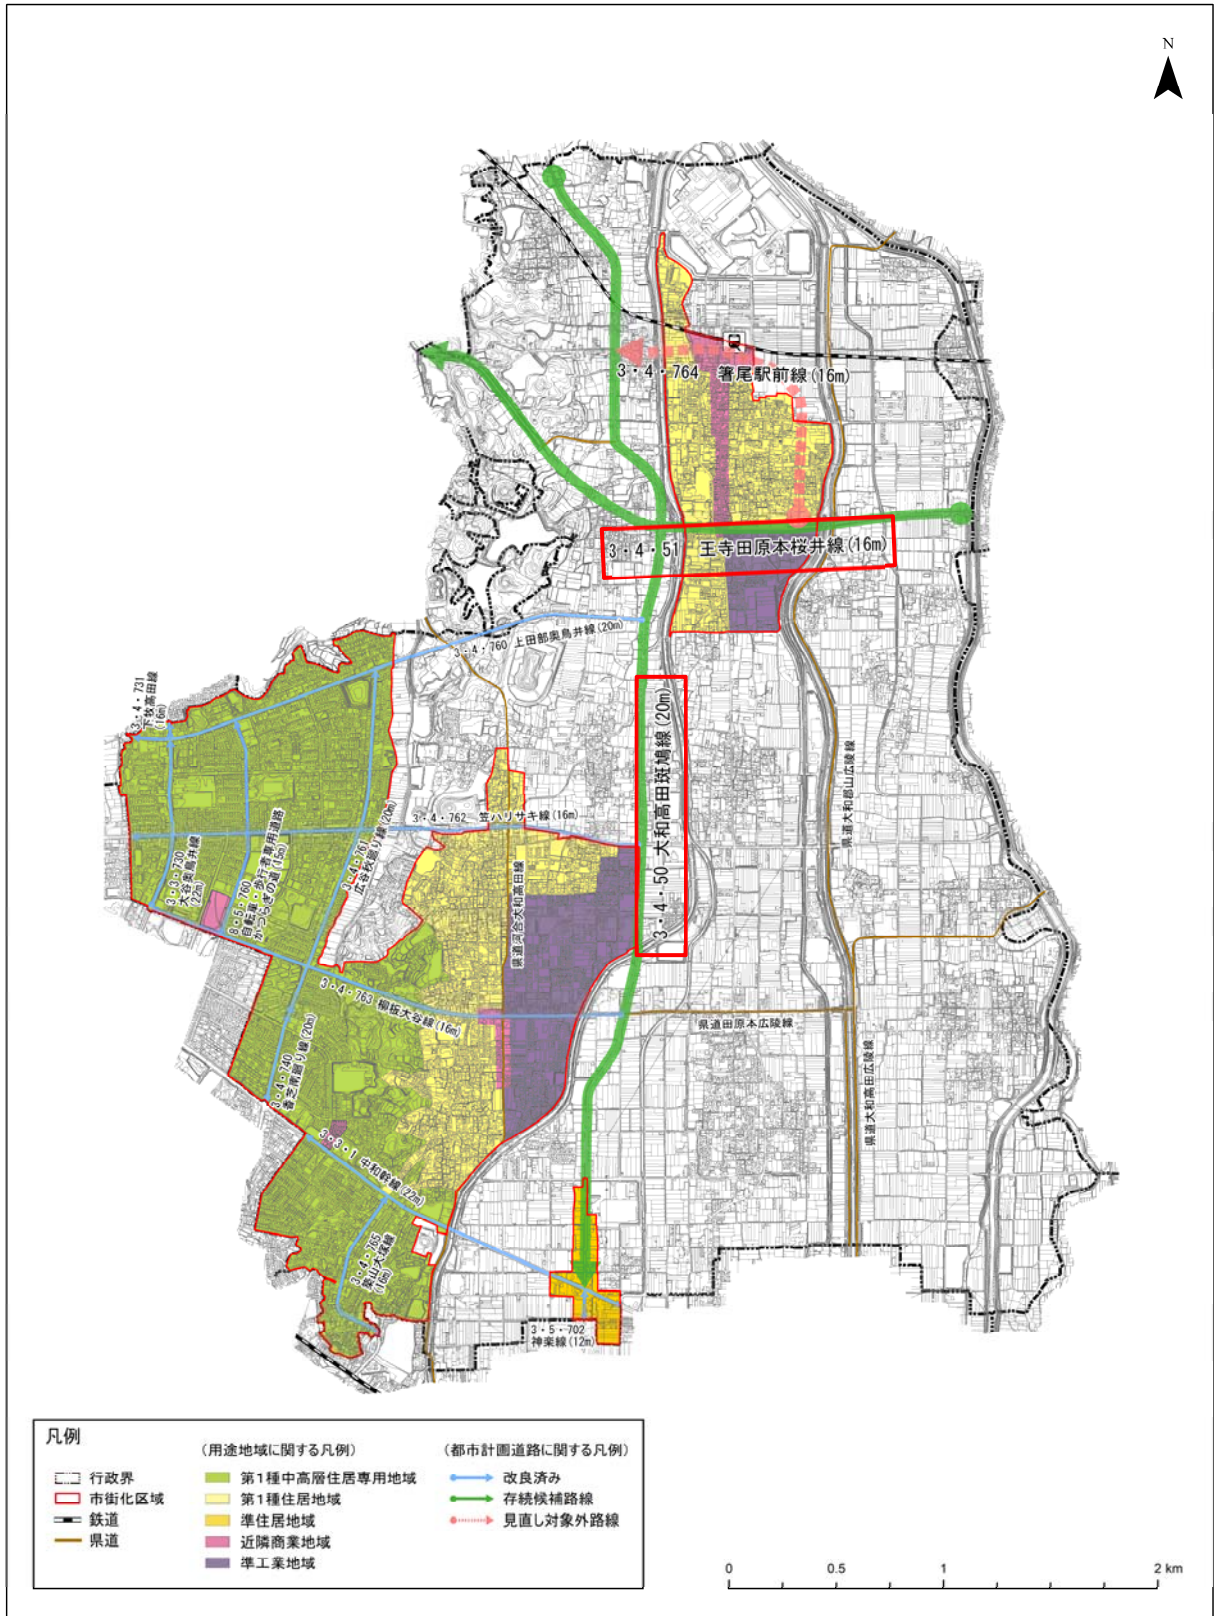 N
3・4・764 箸尾駅前線(16m)
3・4・51 王寺田原本桜井線(16m)
3・4・760 上田部奥鳥井線(20m)
3・4・731
下牧高田線
(16m)
3・4・50 大和高田斑鳩線(20m)
県道大和郡山広陵線
3・4・762 笠ハリサキ線(16m)
3・4・761
広谷秋廻り線(20m)
3・3・730
大谷奥鳥井線
(22m)
8・5・760
自転車・歩行者専用道路
かつらぎの道(15m)
県道河合大和高田線
3・4・763 柳板大谷線(16m)
県道田原本広陵線
3・4・740
香芝南廻り線(20m)
県道大和高田広陵線
3・3・1 中和幹線(22m)
3・4・765
築山大塚線
(16m)
3・5・702
神楽線(12m)
凡例
行政界
市街化区域
鉄道
県道
(用途地域に関する凡例)
第1種中高層住居専用地域
第1種住居地域
準住居地域
近隣商業地域
準工業地域
(都市計画道路に関する凡例)
改良済み
存続候補路線
見直し対象外路線
0 0.5 1 2 km